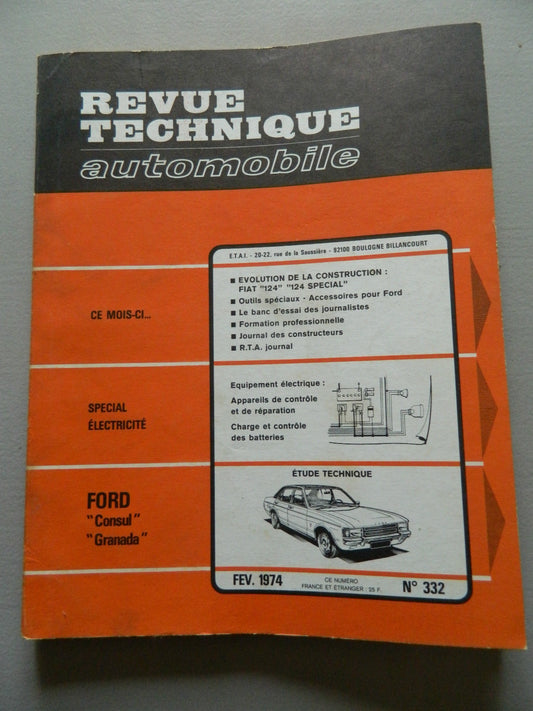 REVUE
TECHNIQUE
automobile
E.T.A.I. - 20-22, rue de la Saussière - 92100 BOULOGNE BILLANCOURT
CE MOIS-CI...
■ EVOLUTION DE LA CONSTRUCTION :
FIAT "124" "124 SPECIAL"
■ Outils spéciaux - Accessoires pour Ford
■ Le banc d'essai des journalistes
■ Formation professionnelle
■ Journal des constructeurs
■ R.T.A. journal
SPECIAL
ÉLECTRICITÉ
Equipement électrique :
Appareils de contrôle
et de réparation
Charge et contrôle
des batteries
FORD
"Consul"
"Granada"
ÉTUDE TECHNIQUE
FEV. 1974
CE NUMÉRO
FRANCE ET ÉTRANGER : 25 F.
N° 332